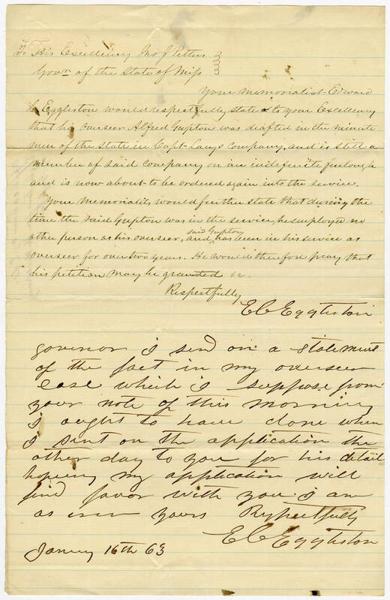 To His Excellency Jno J Pettus
Govr. of the State of Miss
Your Memorialist Edward
C Eggleston would respectfully state to your Excellency
that his overseer Alfred Gupton was drafted in the minute
men of the State in Capt Lays Company, and is still a
member of said Company on an indefinite furlough
and is now about to be ordered again into the service.
Your Memorialist would further state that during the
time the said Gupton was in the service, he employed no
other person as his overseer, and said Gupton has been in his service as
overseer for over two years. He would therefore pray that
his petition may be granted
Respectfully
E C Eggleston
governor I send on a statement
of the fact in my overseer
case which I suppose from
your note of this morning
I ought to have done when
I sent on the application the
other day to you for his detail
hopeing my application will
find favor with you I am
as ever yours Respectfully
E C Eggleston
Janury 16th 63